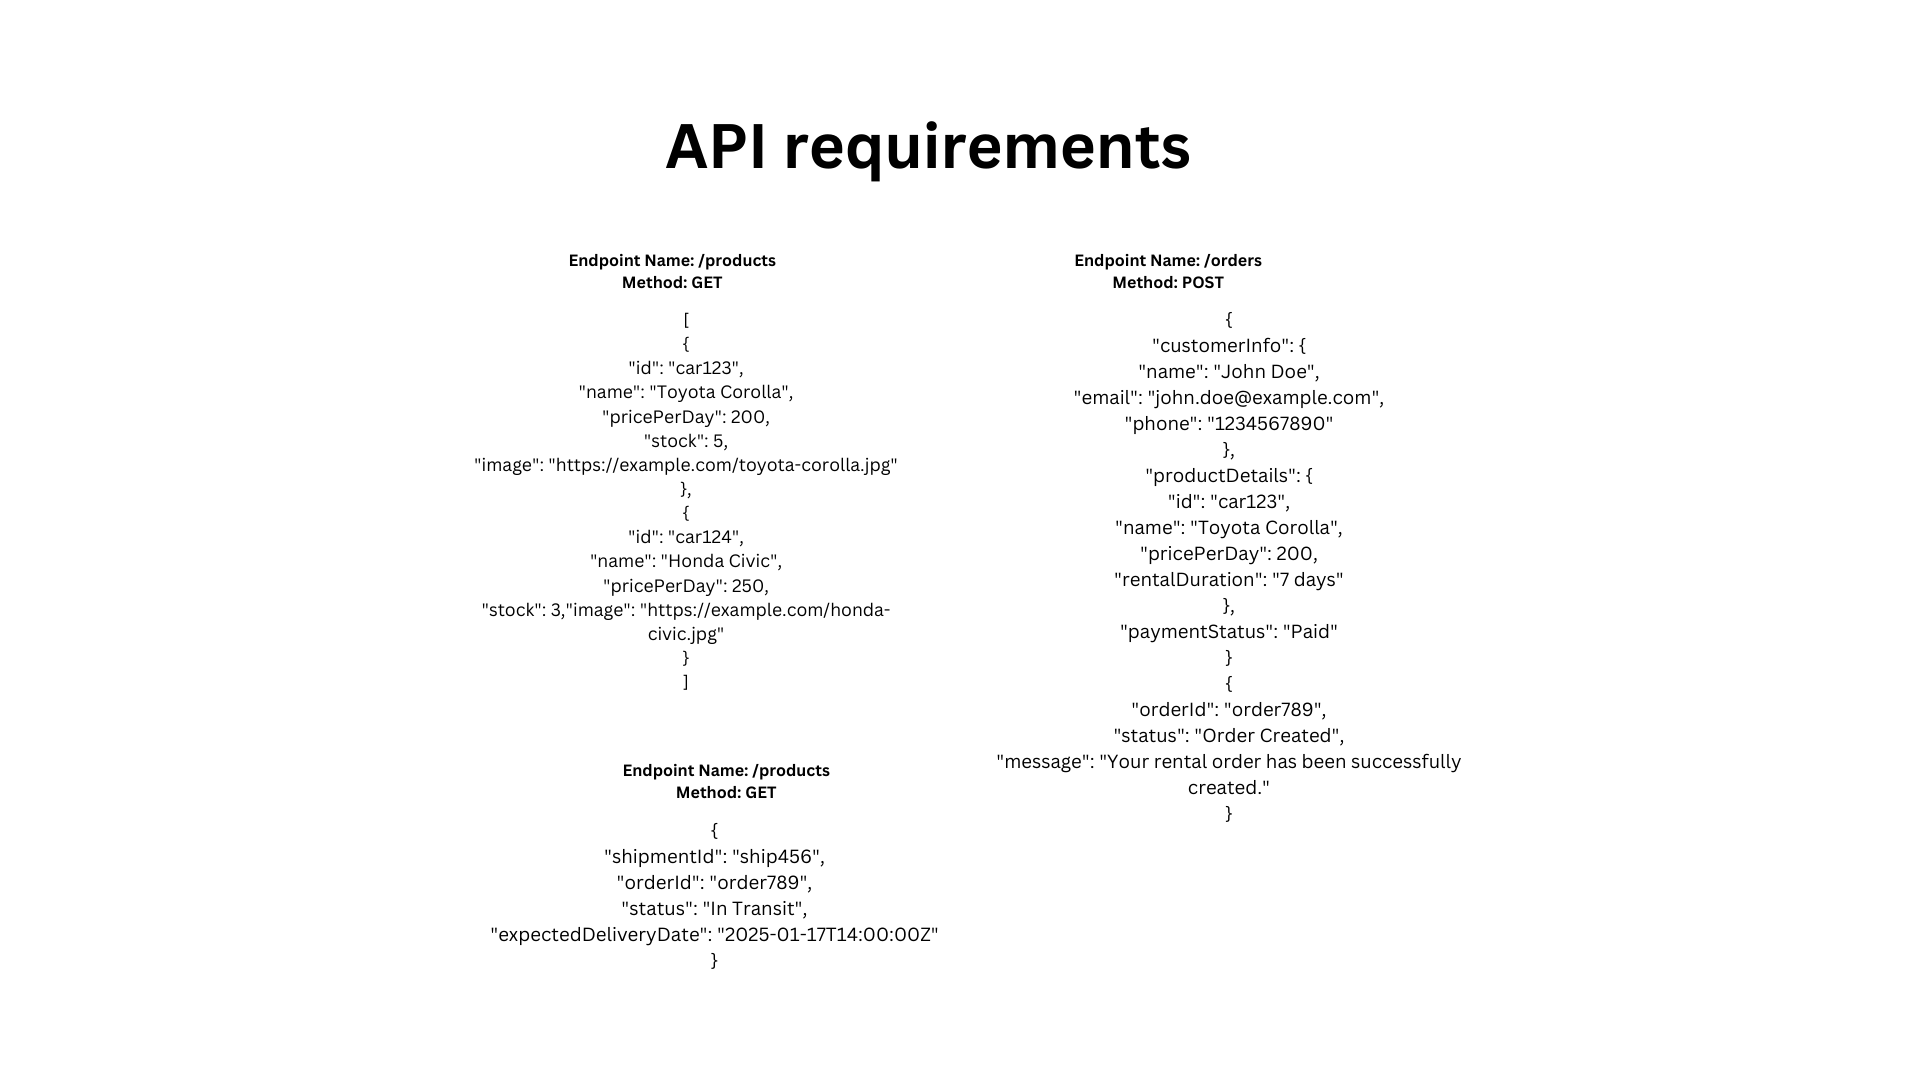 API requirements
Endpoint Name: /products
Method: GET
[
{
"id": "car123",
"name": "Toyota Corolla",
"pricePerDay": 200,
"stock": 5,
"image": "https://example.com/toyota-corolla.jpg"
},
{
"id": "car124",
"name": "Honda Civic",
"pricePerDay": 250,
"stock": 3,"image": "https://example.com/honda-
civic.jpg"
}
]
Endpoint Name: /products
Method: GET
{
"shipmentId": "ship456",
"orderId": "order789",
"status": "In Transit",
"expectedDeliveryDate": "2025-01-17T14:00:00Z"
}
Endpoint Name: /orders
Method: POST
{
"customerInfo": {
"name": "John Doe",
"email": "john.doe@example.com",
"phone": "1234567890"
},
"productDetails": {
"id": "car123",
"name": "Toyota Corolla",
"pricePerDay": 200,
"rentalDuration": "7 days"
},
"paymentStatus": "Paid"
}
{
"orderId": "order789",
"status": "Order Created",
"message": "Your rental order has been successfully
created."
}